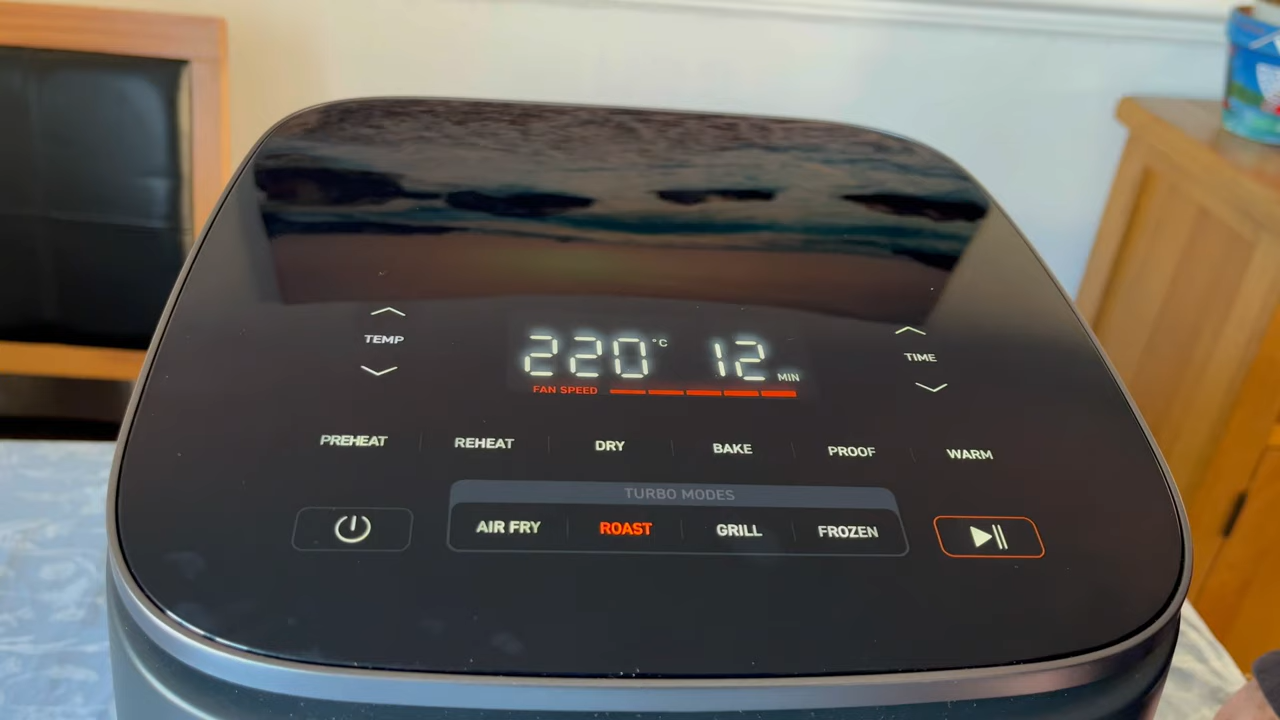 TEMP
220°C 12 MIN
TIME
FAN SPEED
PREHEAT REHEAT DRY BAKE PROOF WARM
TURBO MODES
AIR FRY ROAST GRILL FROZEN